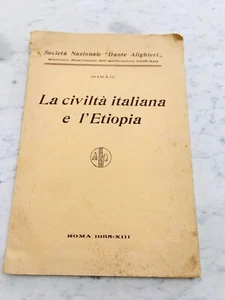 Società Nazionale "Dante Alighieri"
La civiltà italiana
e l'Etiopia
ROMA 1935-XIII